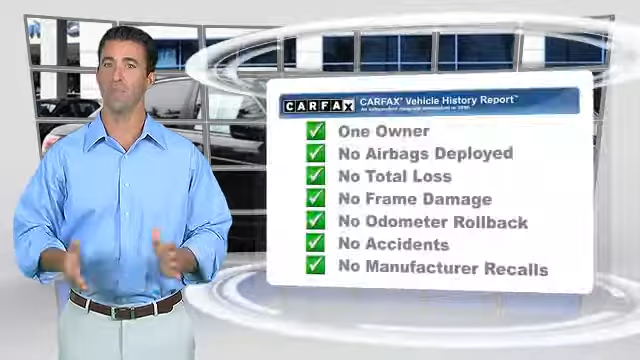 CARFAX CARFAX® Vehicle History Report™
One Owner
No Airbags Deployed
No Total Loss
No Frame Damage
No Odometer Rollback
No Accidents
No Manufacturer Recalls